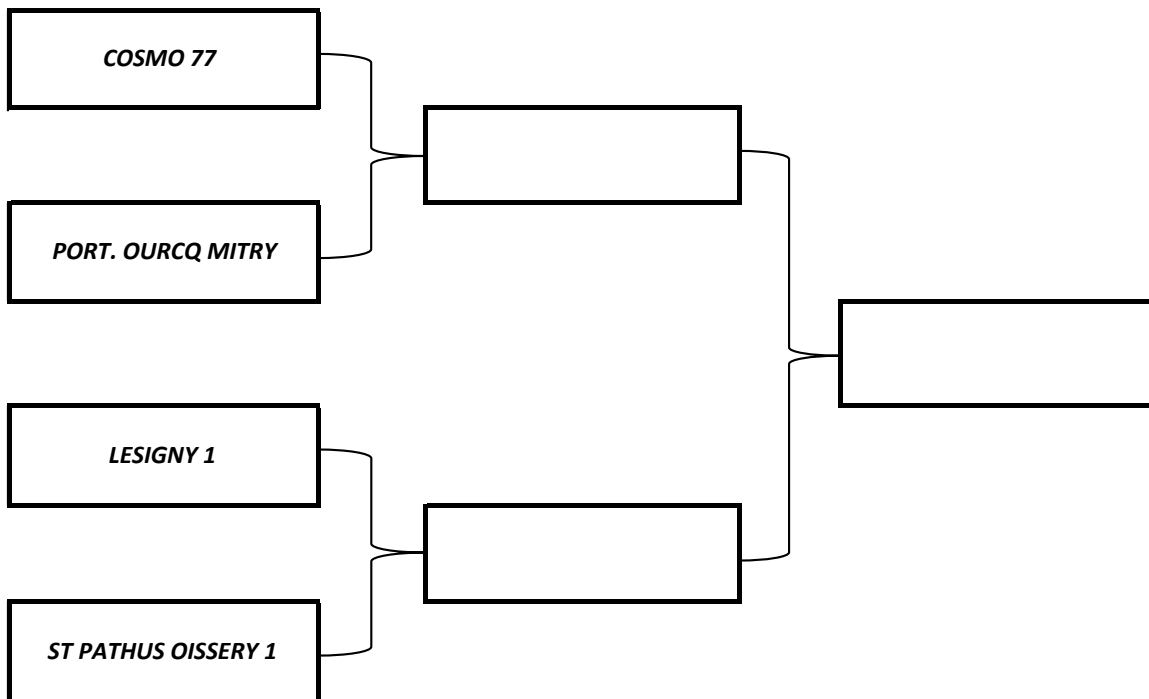 COSMO 77
PORT. OURCQ MITRY
LESIGNY 1
ST PATHUS OISSERY 1